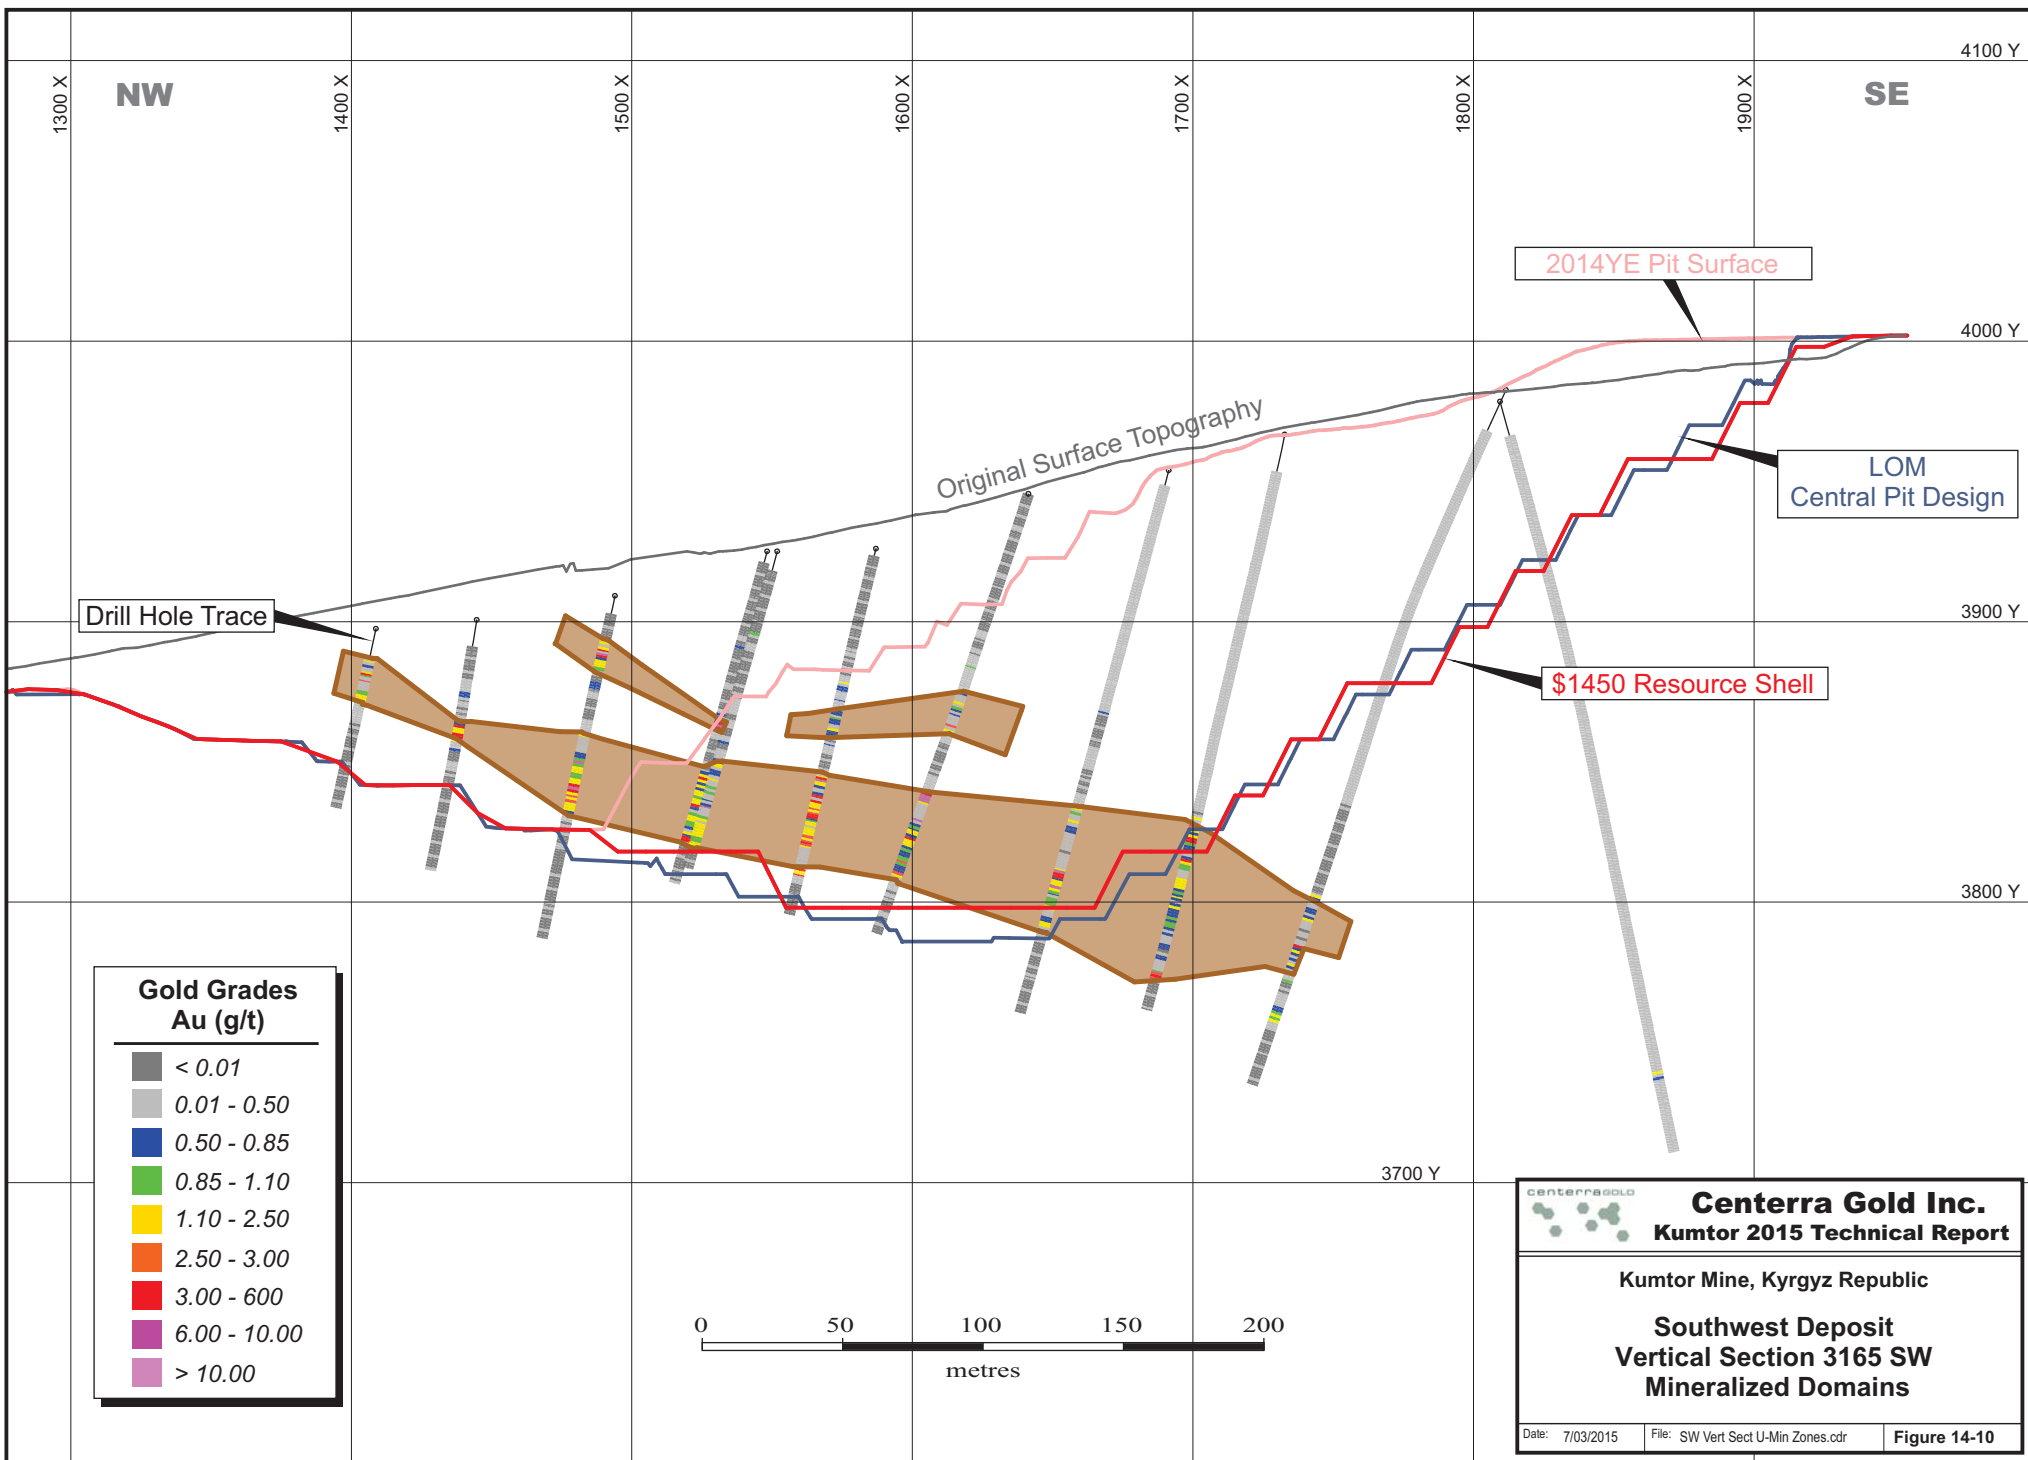 4100 Y
1300 X
1400 X
1500 X
1600 X
1700 X
1800 X
1900 X
NW
SE
2014YE Pit Surface
4000 Y
Original Surface Topography
LOM
Central Pit Design
Drill Hole Trace
3900 Y
$1450 Resource Shell
3800 Y
Gold Grades
Au (g/t)
< 0.01
0.01 - 0.50
0.50 - 0.85
0.85 - 1.10
1.10 - 2.50
2.50 - 3.00
3.00 - 600
6.00 - 10.00
> 10.00
3700 Y
0 50 100 150 200
metres
centerraGOLD
Centerra Gold Inc.
Kumtor 2015 Technical Report
Kumtor Mine, Kyrgyz Republic
Southwest Deposit
Vertical Section 3165 SW
Mineralized Domains
Date: 7/03/2015
File: SW Vert Sect U-Min Zones.cdr
Figure 14-10